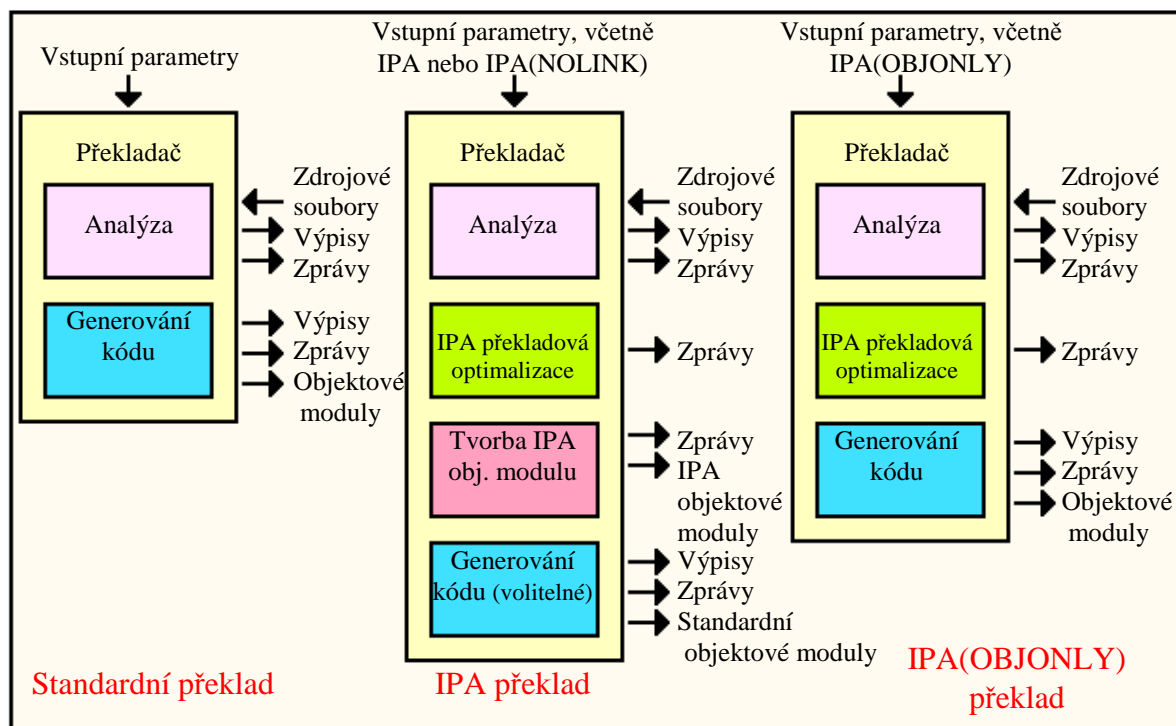 Vstupní parametry
Překladač
Analýza
Zdrojové
soubory
Výpisy
Zprávy
Generování
kódu
Výpisy
Zprávy
Objektové
moduly
Standardní překlad
Vstupní parametry, včetně
IPA nebo IPA(NOLINK)
Překladač
Analýza
Zdrojové
soubory
Výpisy
Zprávy
IPA překladová
optimalizace
Zprávy
Tvorba IPA
obj. modulu
Zprávy
IPA
objektové
moduly
Generování
kódu (volitelné)
Výpisy
Zprávy
Standardní
objektové moduly
IPA překlad
Vstupní parametry, včetně
IPA(OBJONLY)
Překladač
Analýza
Zdrojové
soubory
Výpisy
Zprávy
IPA překladová
optimalizace
Zprávy
Generování
kódu
Výpisy
Zprávy
Objektové
moduly
IPA(OBJONLY)
překlad